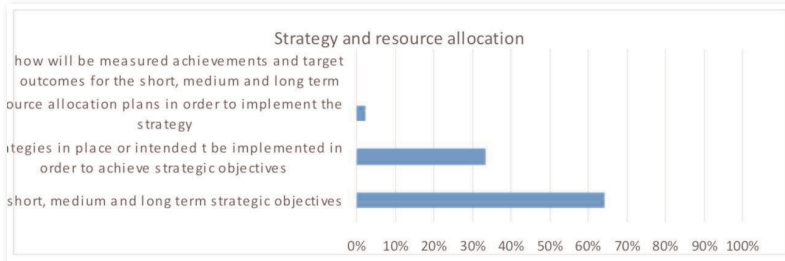 Strategy and resource allocation
how will be measured achievements and target
outcomes for the short, medium and long term
ource allocation plans in order to implement the
strategy
tegies in place or intended t be implemented in
order to achieve strategic objectives
short, medium and long term strategic objectives
0% 10% 20% 30% 40% 50% 60% 70% 80% 90% 100%